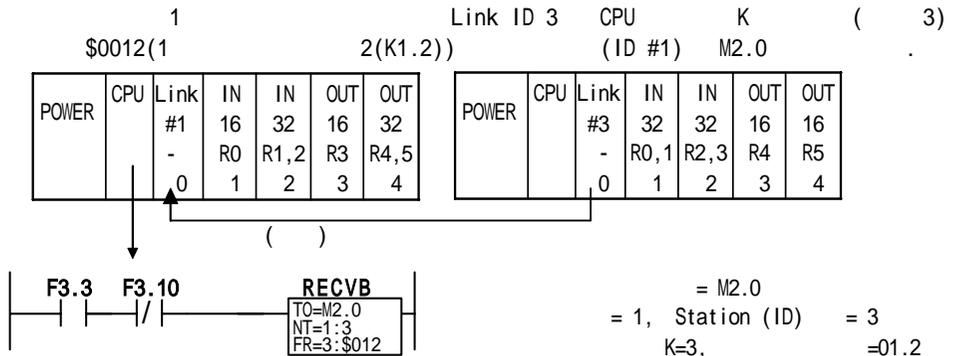 1 Link ID 3 CPU K ( 3)
$0012(1 2(K1.2)) (ID #1) M2.0 .
POWER CPU Link IN IN OUT OUT
#1 16 32 16 32
- R0 R1,2 R3 R4,5
0 1 2 3 4
POWER CPU Link IN IN OUT OUT
#3 32 32 16 16
- R0,1 R2,3 R4 R5
0 1 2 3 4
( )
F3.3 F3.10 RECVB
TO=M2.0
NT=1:3
FR=3:$012
= M2.0
= 1, Station (ID) = 3
K=3, =01.2